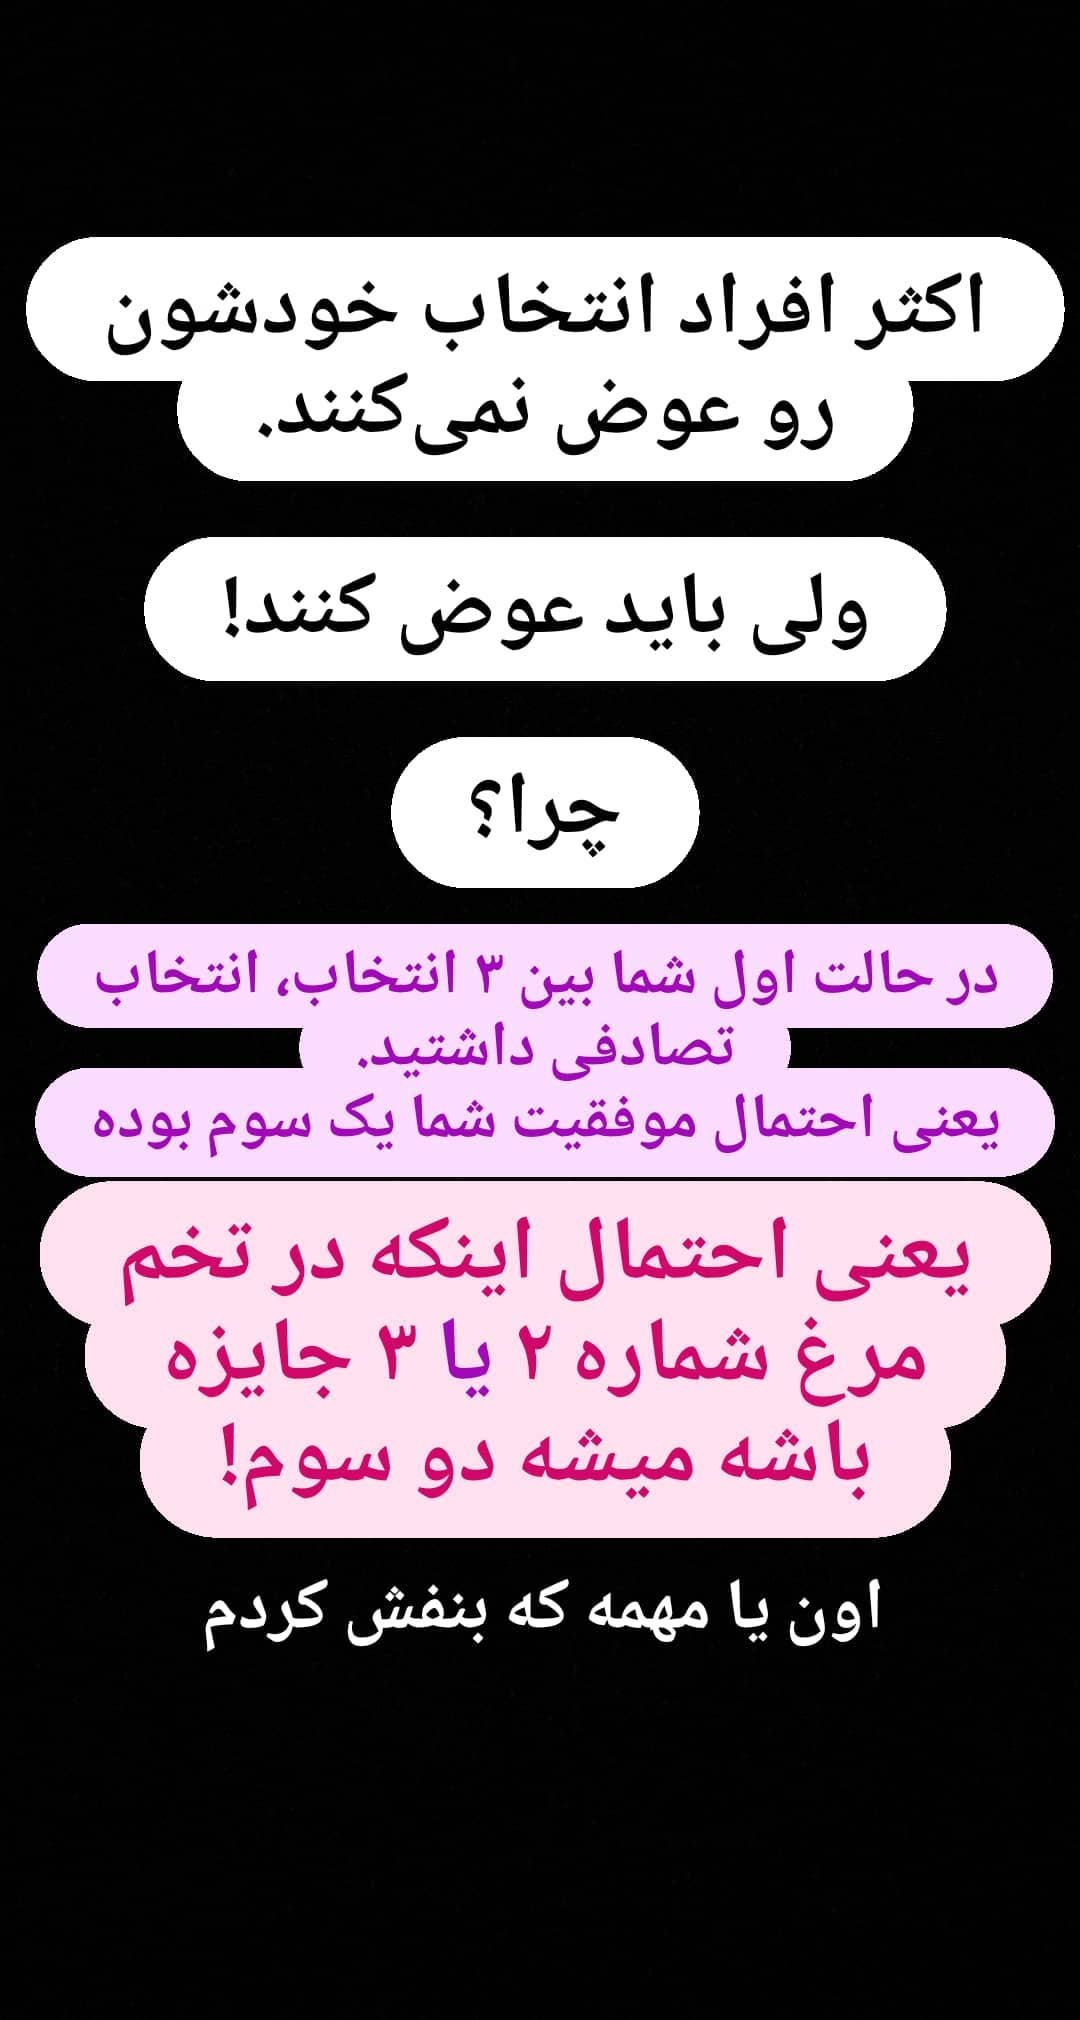 اکثر افراد انتخاب خودشون
رو عوض نمی‌کنند.
ولی باید عوض کنند!
چرا؟
در حالت اول شما بین ۳ انتخاب، انتخاب
تصادفی داشتید.
یعنی احتمال موفقیت شما یک سوم بوده
یعنی احتمال اینکه در تخم
مرغ شماره ۲ یا ۳ جایزه
باشه میشه دو سوم!
اون یا مهمه که بنفش کردم